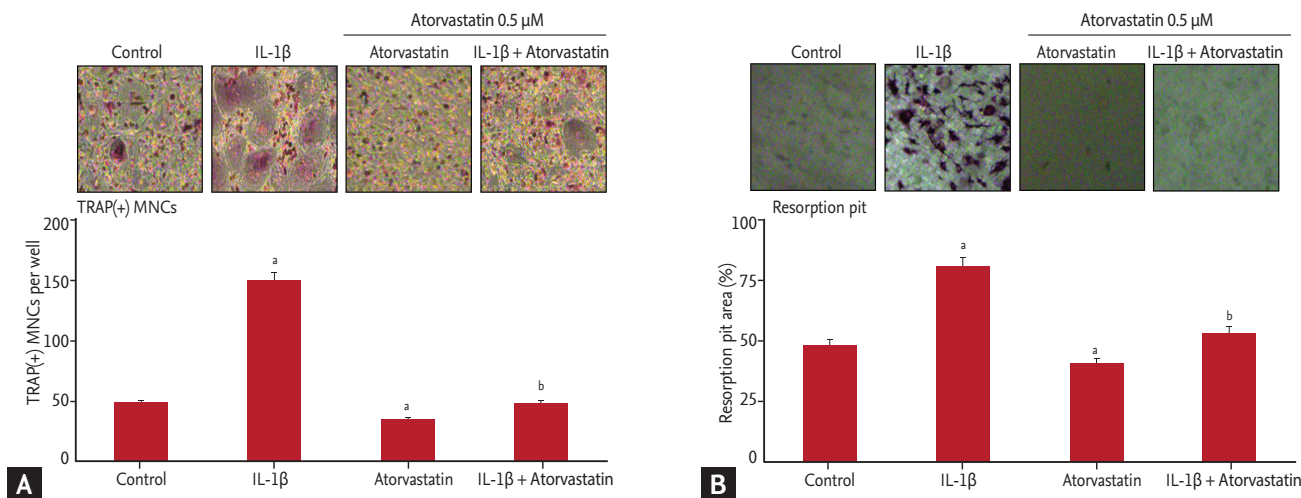 Atorvastatin 0.5 µM
Control IL-1β Atorvastatin IL-1β + Atorvastatin
TRAP(+) MNCs
TRAP(+) MNCs per well
200
150
100
50
0
a
a
b
Control IL-1β Atorvastatin IL-1β + Atorvastatin
A
Atorvastatin 0.5 µM
Control IL-1β Atorvastatin IL-1β + Atorvastatin
Resorption pit
Resorption pit area (%)
100
75
50
25
0
a
a
b
Control IL-1β Atorvastatin IL-1β + Atorvastatin
B